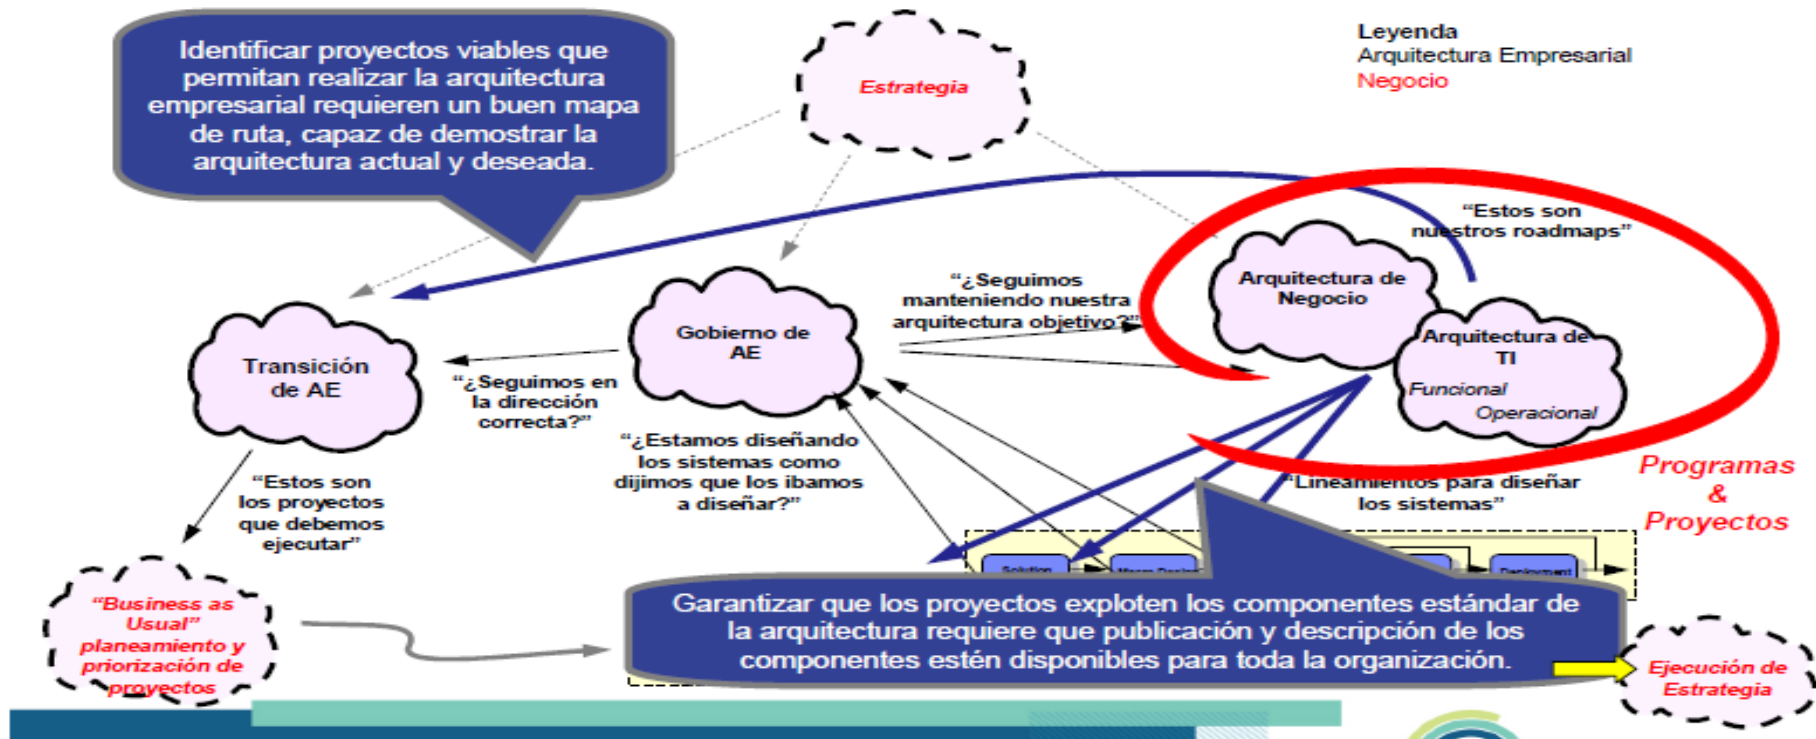 Identificar proyectos viables que
permitan realizar la arquitectura
empresarial requieren un buen mapa
de ruta, capaz de demostrar la
arquitectura actual y deseada.
Estrategia
Leyenda
Arquitectura Empresarial
Negocio
“Estos son
nuestros roadmaps”
Arquitectura de
Negocio
Arquitectura de
TI
Funcional
Operacional
“¿Seguimos
manteniendo nuestra
arquitectura objetivo?”
Gobierno de
AE
Transición
de AE
“¿Seguimos en
la dirección
correcta?”
“¿Estamos diseñando
los sistemas como
dijimos que los ibamos
a diseñar?”
“Estos son
los proyectos
que debemos
ejecutar”
“Lineamientos para diseñar
los sistemas”
Programas
&
Proyectos
Solution
Deployment
“Business as
Usual”
planeamiento y
priorización de
proyectos
Garantizar que los proyectos exploten los componentes estándar de
la arquitectura requiere que publicación y descripción de los
componentes estén disponibles para toda la organización.
Ejecución de
Estrategia